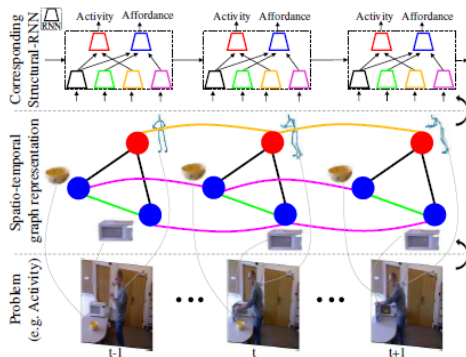 RNN
Activity Affordance
Activity Affordance
Activity Affordance
Corresponding
Structural-RNN
Spatio-temporal
graph representation
Problem
(e.g. Activity)
t-1
t
t+1